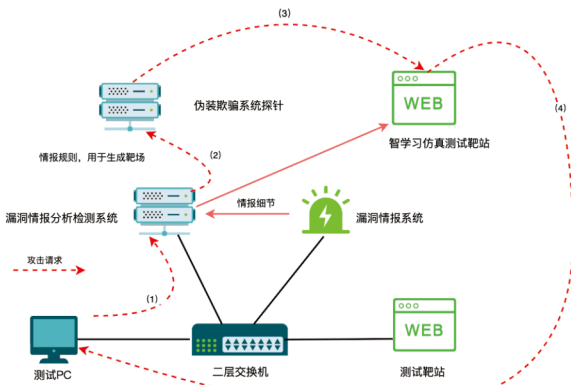 (3)
WEB
(4)
伪装欺骗系统探针
智学习仿真测试靶站
情报规则，用于生成靶场
(2)
漏洞情报分析检测系统
情报细节
漏洞情报系统
攻击请求
(1)
WEB
测试PC
二层交换机
测试靶站